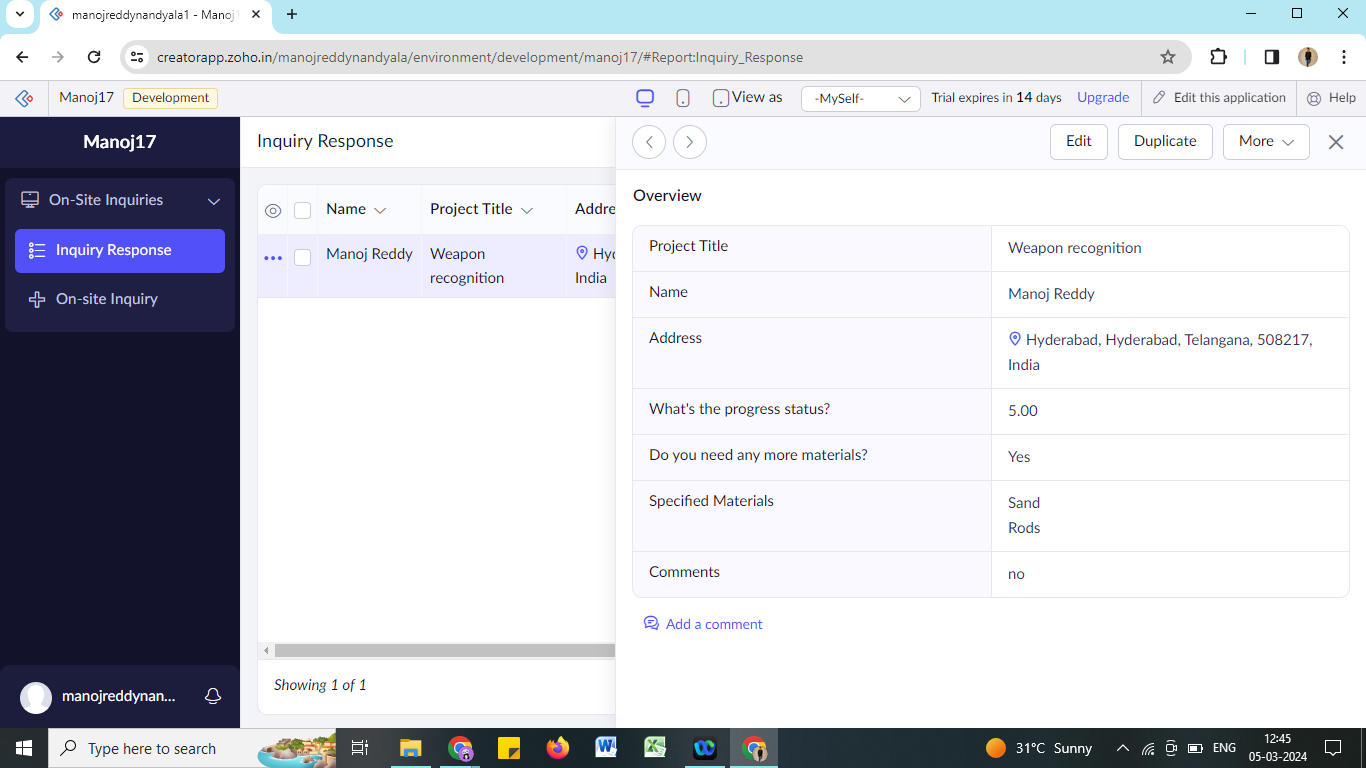 manojreddynandyala1 - Manoj1
creatorapp.zoho.in/manojreddynandyala/environment/development/manoj17/#Report:Inquiry_Response
Manoj17
Development
View as
-MySelf-
Trial expires in 14 days
Upgrade
Edit this application
Help
Manoj17
On-Site Inquiries
Inquiry Response
On-site Inquiry
manojreddynan...
Inquiry Response
Name
Project Title
Addre
Manoj Reddy
Weapon
recognition
Hyd
India
Showing 1 of 1
Edit
Duplicate
More
Overview
Project Title
Weapon recognition
Name
Manoj Reddy
Address
Hyderabad, Hyderabad, Telangana, 508217,
India
What's the progress status?
5.00
Do you need any more materials?
Yes
Specified Materials
Sand
Rods
Comments
no
Add a comment
Type here to search
31°C Sunny
ENG
12:45
05-03-2024